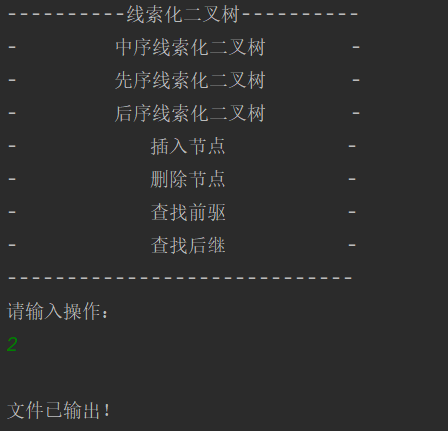 ----------线索化二叉树----------
-        中序线索化二叉树       -
-        先序线索化二叉树       -
-        后序线索化二叉树       -
-           插入节点          -
-           删除节点          -
-           查找前驱          -
-           查找后继          -
-----------------------------
请输入操作:
2
文件已输出!